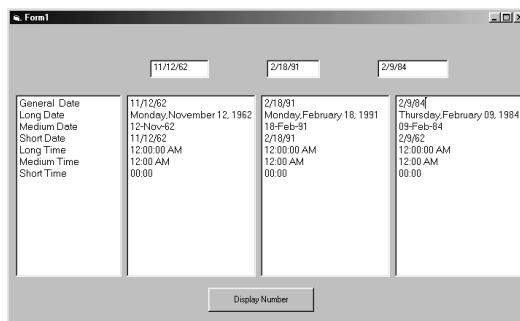 Form1
11/12/62 2/18/91 2/9/84
General Date 11/12/62 2/18/91 2/9/84
Long Date Monday,November 12, 1962 Monday,February 18, 1991 Thursday,February 09, 1984
Medium Date 12-Nov-62 18-Feb-91 09-Feb-84
Short Date 11/12/62 2/18/91 2/9/62
Long Time 12:00:00 AM 12:00:00 AM 12:00:00 AM
Medium Time 12:00 AM 12:00 AM 12:00 AM
Short Time 00:00 00:00 00:00
Display Number